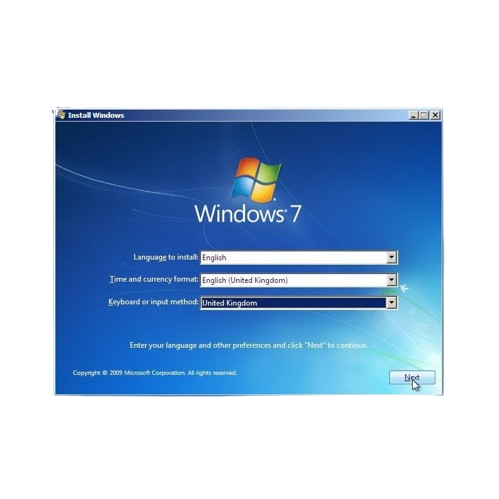 Install Windows
Windows 7
Language to install: English
Time and currency format: English (United Kingdom)
Keyboard or input method: United Kingdom
Enter your language and other preferences and click "Next" to continue.
Copyright © 2009 Microsoft Corporation. All rights reserved.
Next